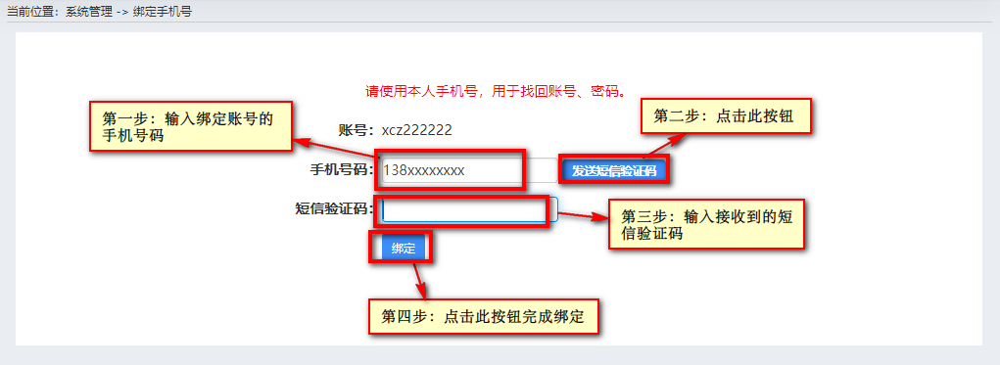 当前位置：系统管理 -> 绑定手机号
请使用本人手机号，用于找回账号、密码。
第一步：输入绑定账号的
手机号码
第二步：点击此按钮
账号：xcz222222
手机号码：138xxxxxxxx 发送短信验证码
短信验证码：
第三步：输入接收到的短
信验证码
绑定
第四步：点击此按钮完成绑定